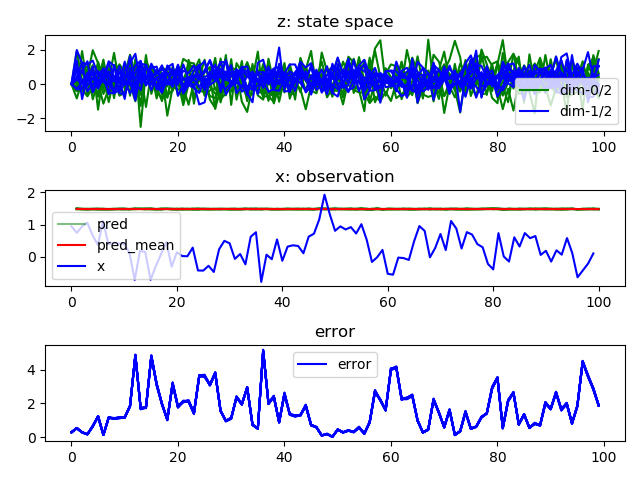 z: state space
2
0
−2
dim-0/2
dim-1/2
0 20 40 60 80 100
x: observation
2
1
0
pred
pred_mean
x
0 20 40 60 80 100
error
4
2
0
error
0 20 40 60 80 100